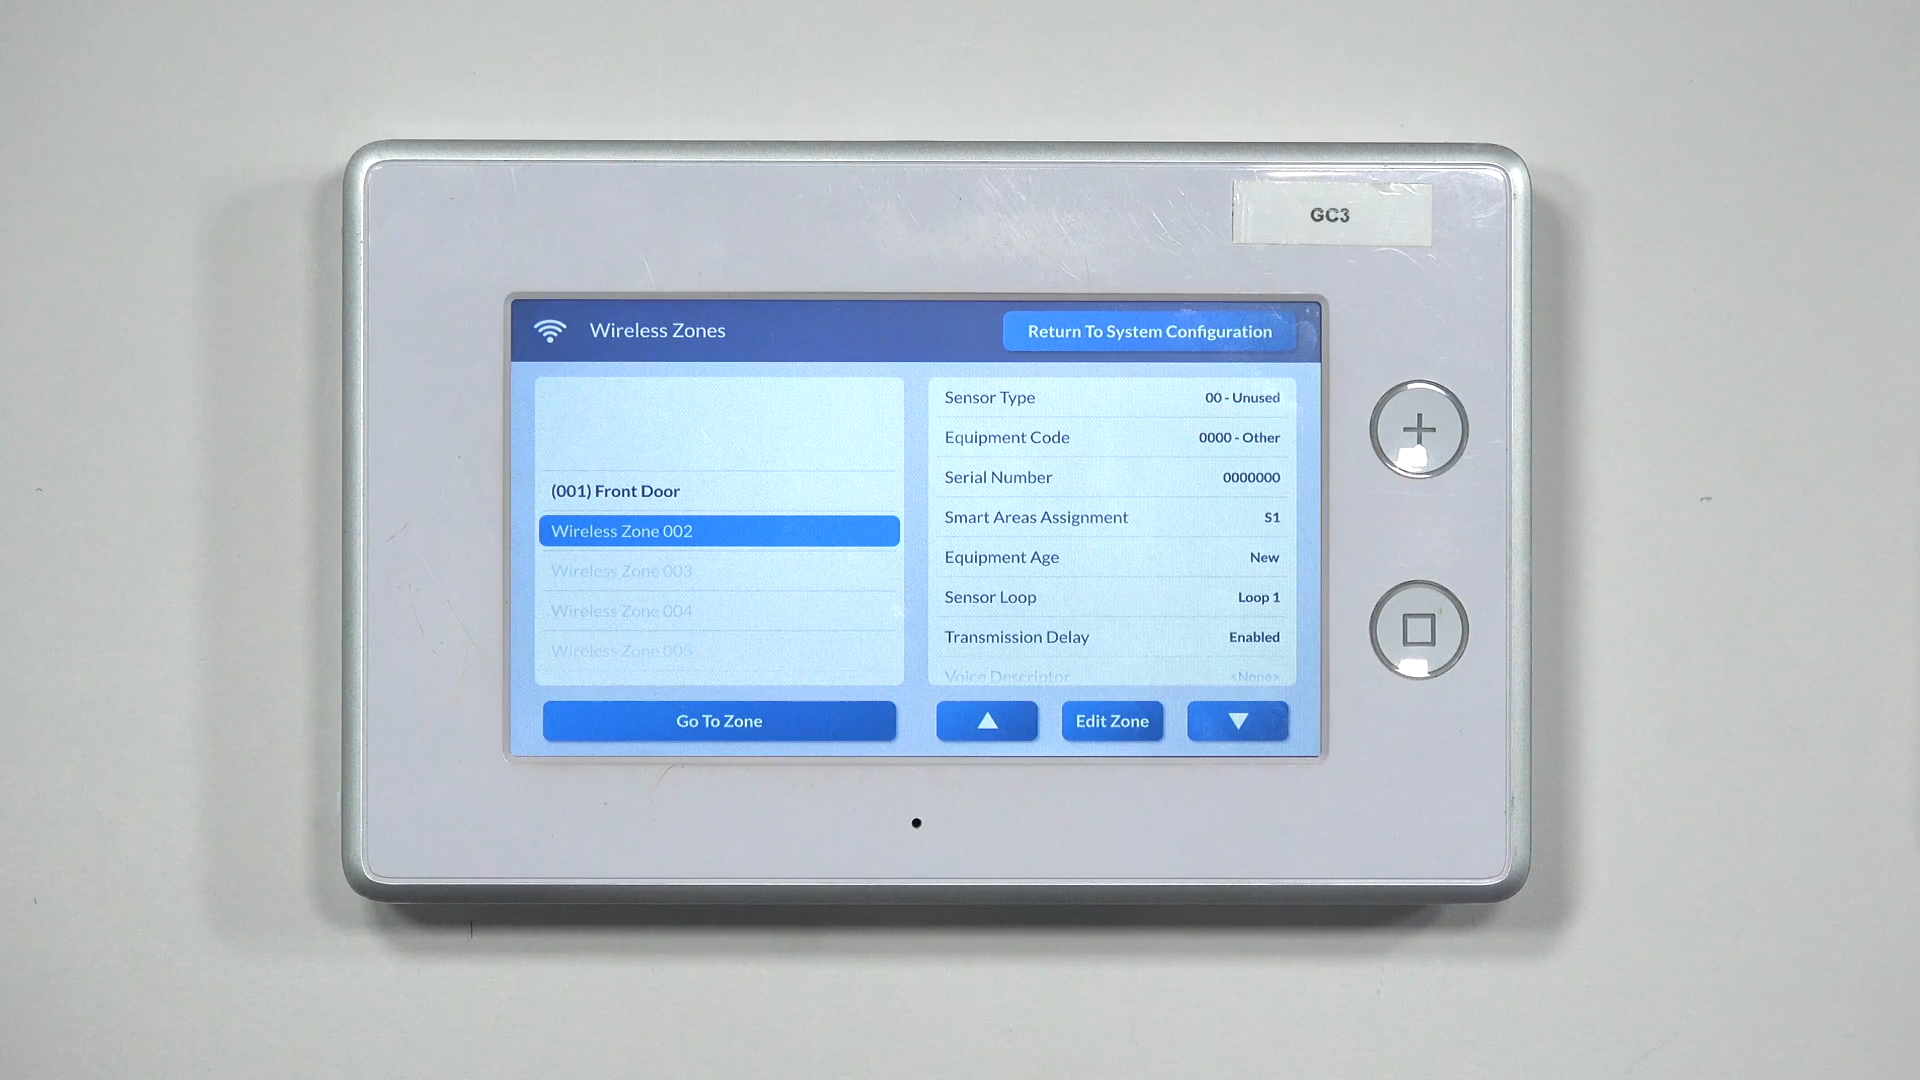 GC3
Wireless Zones
Return To System Configuration
(001) Front Door
Wireless Zone 002
Wireless Zone 003
Wireless Zone 004
Wireless Zone 005
Go To Zone
Sensor Type 00 - Unused
Equipment Code 0000 - Other
Serial Number 0000000
Smart Areas Assignment S1
Equipment Age New
Sensor Loop Loop 1
Transmission Delay Enabled
Voice Descriptor <None>
Edit Zone